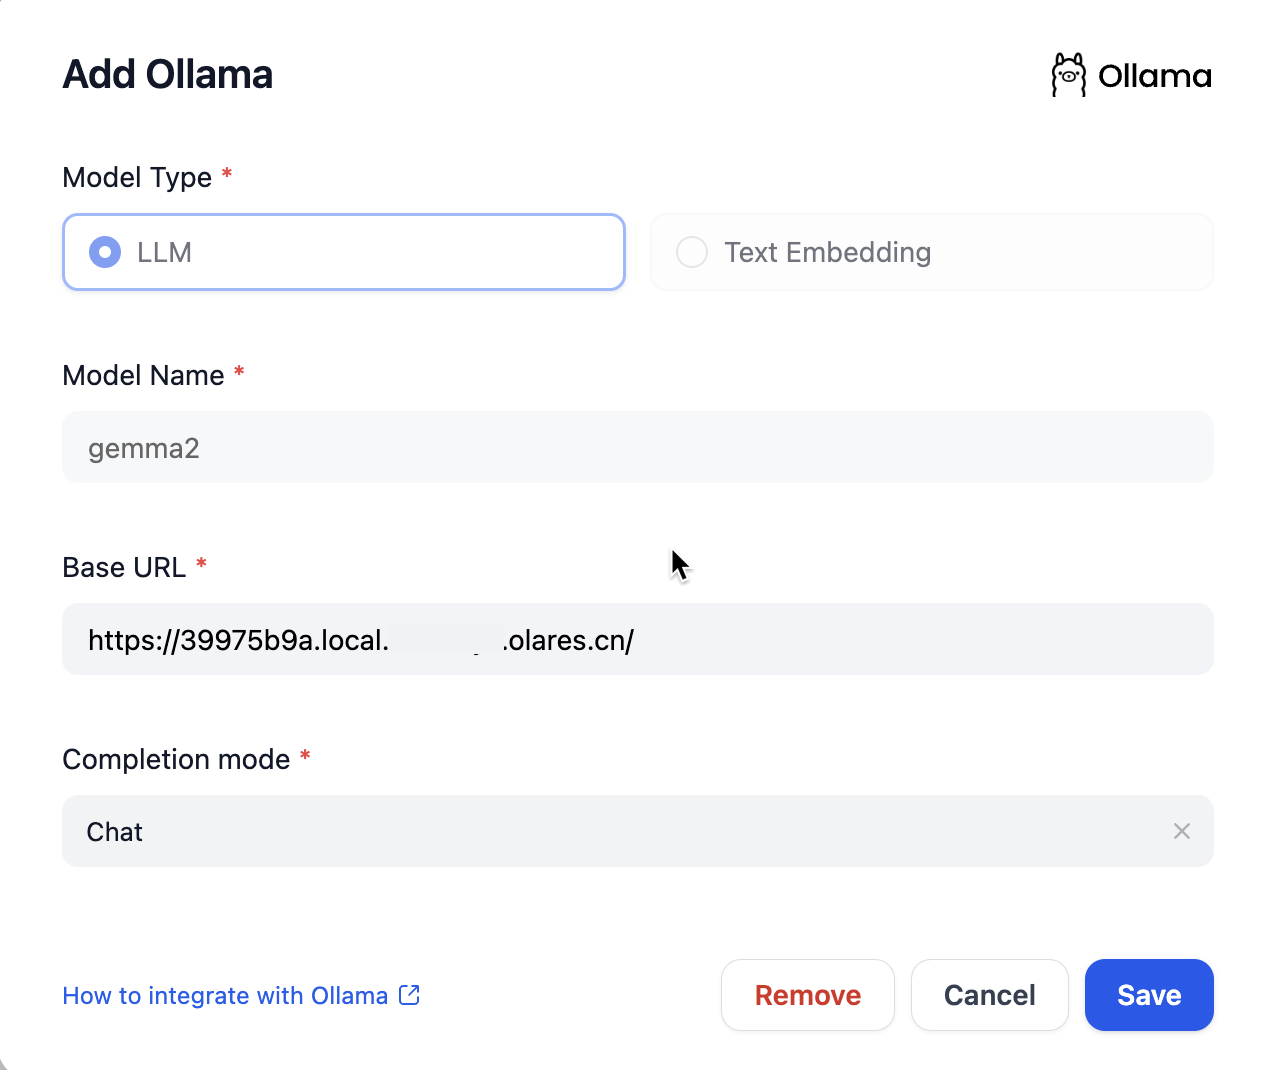 Add Ollama
Ollama
Model Type *
LLM
Text Embedding
Model Name *
gemma2
Base URL *
https://39975b9a.local. .olares.cn/
Completion mode *
Chat
How to integrate with Ollama
Remove
Cancel
Save